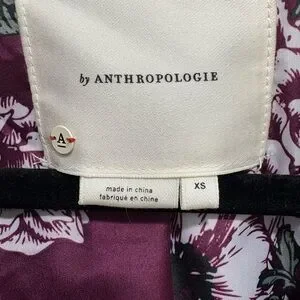 by ANTHROPOLOGIE
A
made in china
fabriqué en chine
XS